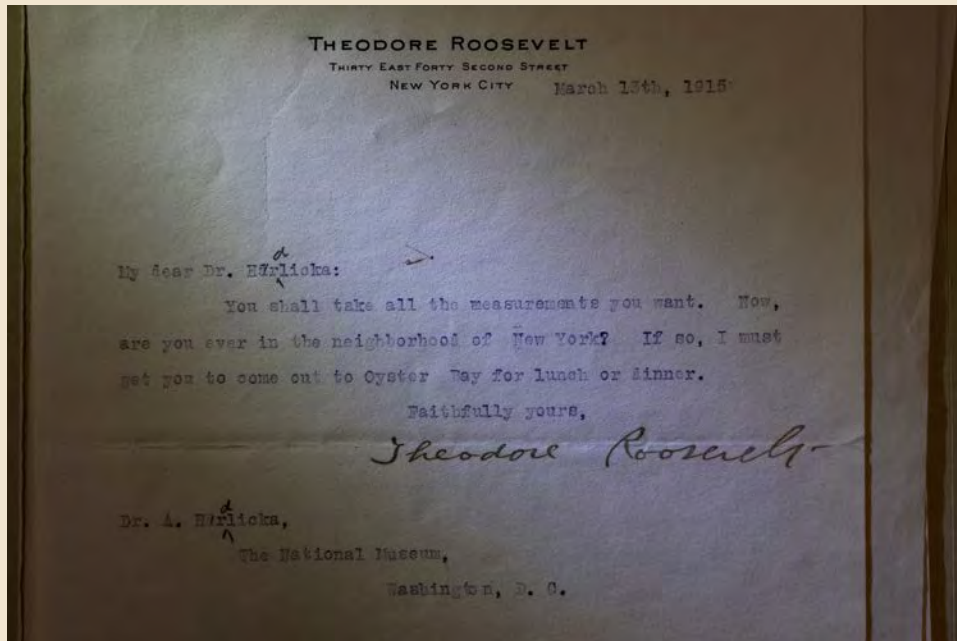 THEODORE ROOSEVELT
THIRTY EAST FORTY SECOND STREET
NEW YORK CITY March 13th, 1915
My dear Dr. Hrdlicka:
You shall take all the measurements you want. Now,
are you ever in the neighborhood of New York? If so, I must
get you to come out to Oyster Bay for lunch or dinner.
Faithfully yours,
Theodore Roosevelt
Dr. A. Hrdlicka,
The National Museum,
Washington, D. C.